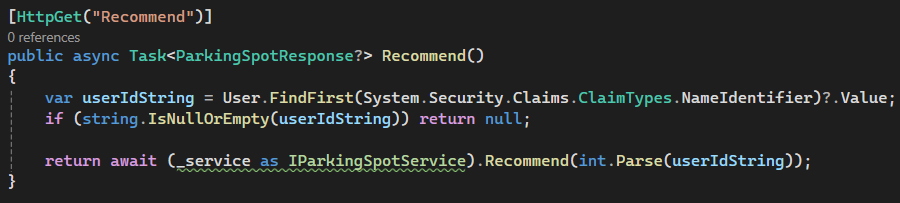 [HttpGet("Recommend")]
0 references
public async Task<ParkingSpotResponse?> Recommend()
{
    var userIdString = User.FindFirst(System.Security.Claims.ClaimTypes.NameIdentifier)?.Value;
    if (string.IsNullOrEmpty(userIdString)) return null;

    return await (_service as IParkingSpotService).Recommend(int.Parse(userIdString));
}